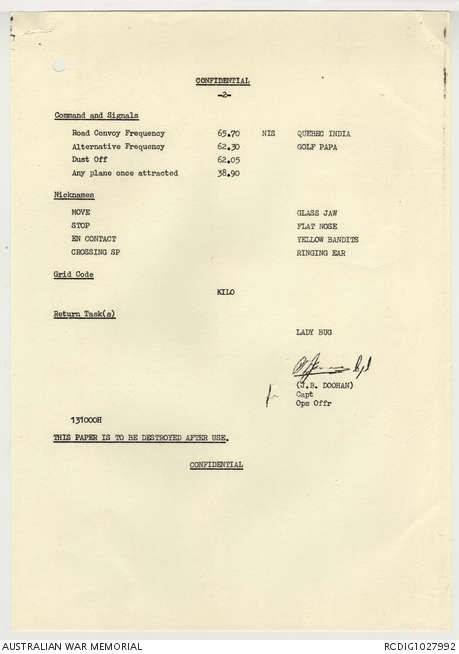 CONFIDENTIAL
-2-
Command and Signals
Road Convoy Frequency 65.70 NIS QUEBEC INDIA
Alternative Frequency 62.30 GOLF PAPA
Dust Off 62.05
Any plane once attracted 38.90
Nicknames
MOVE GLASS JAW
STOP FLAT NOSE
EN CONTACT YELLOW BANDITS
CROSSING SP RINGING EAR
Grid Code
KILO
Return Task(s)
LADY BUG
(J.B. DOOHAN)
Capt
Ops Offr
131000H
THIS PAPER IS TO BE DESTROYED AFTER USE.
CONFIDENTIAL
AUSTRALIAN WAR MEMORIAL RCDIG1027992